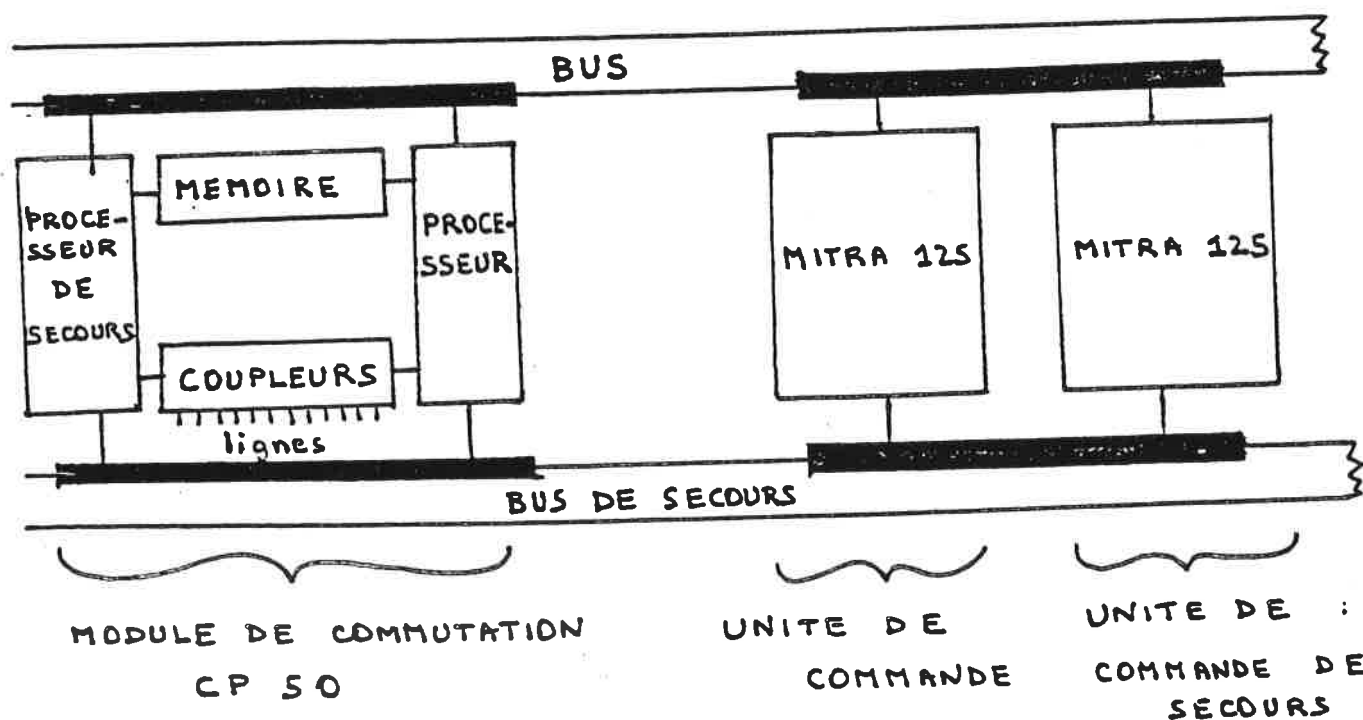 BUS
PROCE-
SSEUR
DE
SECOURS
MEMOIRE
COUPLEURS
lignes
PROCE-
SSEUR
MITRA 125
MITRA 125
BUS DE SECOURS
MODULE DE COMMUTATION
CP 50
UNITE DE
COMMANDE
UNITE DE :
COMMANDE DE
SECOURS